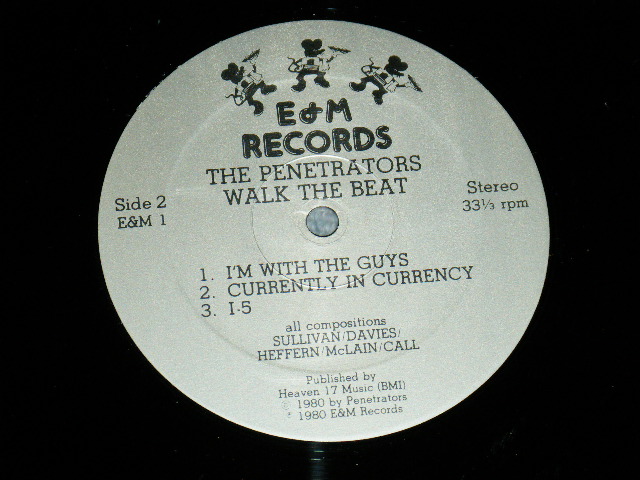 E&M
RECORDS
THE PENETRATORS
WALK THE BEAT
Side 2
E&M 1
Stereo
33⅓ rpm
1. I'M WITH THE GUYS
2. CURRENTLY IN CURRENCY
3. I-5
all compositions
SULLIVAN/DAVIES/
HEFFERN/McLAIN/CALL
Published by
Heaven 17 Music (BMI)
© 1980 by Penetrators
℗ 1980 E&M Records